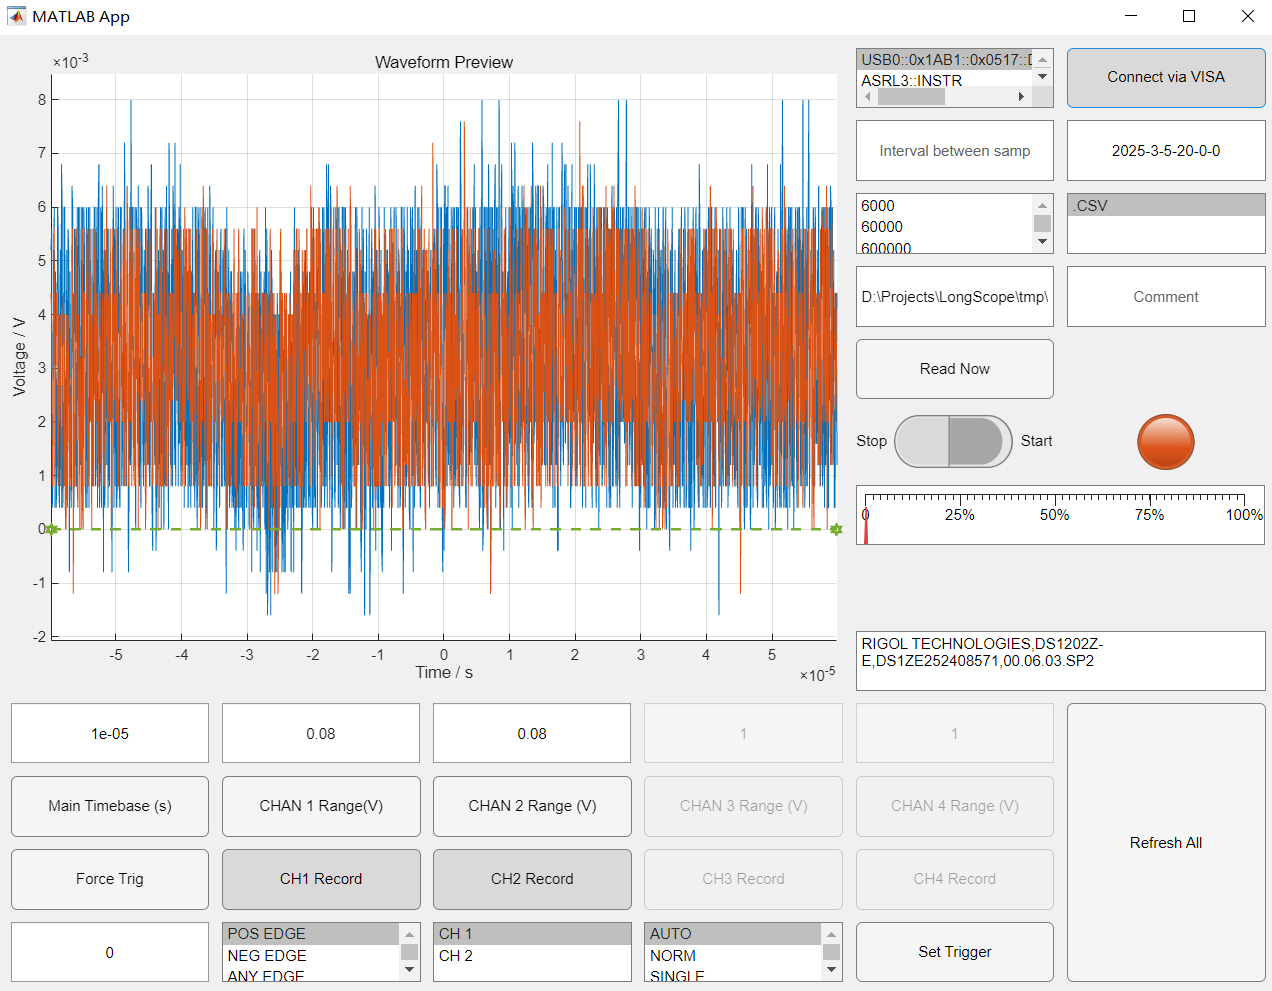 MATLAB App
×10-3
Waveform Preview
8
7
6
5
4
3
2
1
0
-1
-2
Voltage / V
-5
-4
-3
-2
-1
0
1
2
3
4
5
Time / s
×10-5
USB0::0x1AB1::0x0517::D
ASRL3::INSTR
Connect via VISA
Interval between samp
2025-3-5-20-0-0
6000
60000
600000
.CSV
D:\Projects\LongScope\tmp\
Comment
Read Now
Stop
Start
0
25%
50%
75%
100%
RIGOL TECHNOLOGIES,DS1202Z-
E,DS1ZE252408571,00.06.03.SP2
1e-05
0.08
0.08
1
1
Main Timebase (s)
CHAN 1 Range(V)
CHAN 2 Range (V)
CHAN 3 Range (V)
CHAN 4 Range (V)
Refresh All
Force Trig
CH1 Record
CH2 Record
CH3 Record
CH4 Record
0
POS EDGE
NEG EDGE
ANY EDGE
CH 1
CH 2
AUTO
NORM
SINGLE
Set Trigger